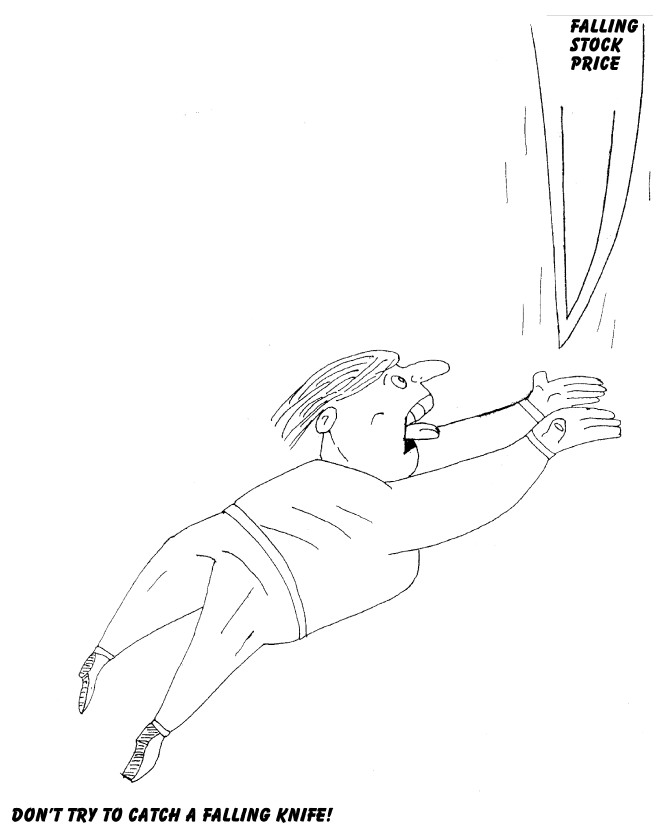 FALLING
STOCK
PRICE
DON'T TRY TO CATCH A FALLING KNIFE!